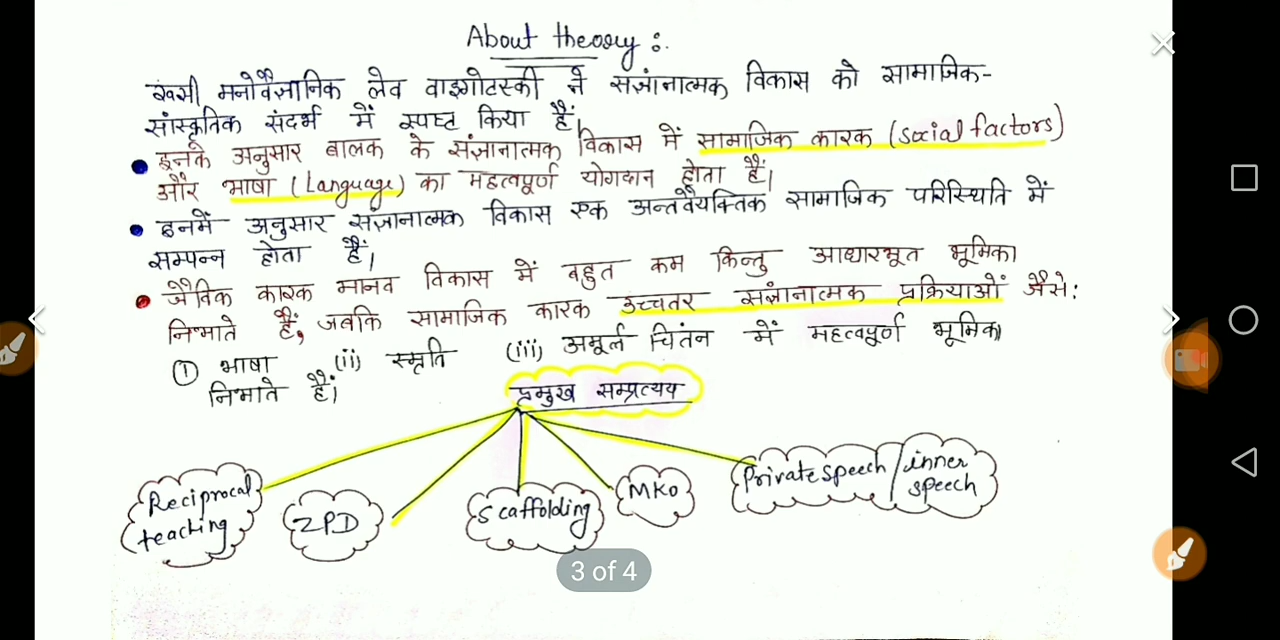 About theory :.
रूसी मनोवैज्ञानिक लेव वाइगोटस्की ने संज्ञानात्मक विकास को सामाजिक-
सांस्कृतिक संदर्भ में स्पष्ट किया हैं।
इनके अनुसार बालक के संज्ञानात्मक विकास में सामाजिक कारक (social factors)
और भाषा (Language) का महत्वपूर्ण योगदान होता हैं।
इनमें अनुसार संज्ञानात्मक विकास एक अन्तर्वैयक्तिक सामाजिक परिस्थिति में
सम्पन्न होता हैं।
जैविक कारक मानव विकास में बहुत कम किन्तु आधारभूत भूमिका
निभाते हैं, जबकि सामाजिक कारक उच्चतर संज्ञानात्मक प्रक्रियाओं जैसे:
① भाषा (ii) स्मृति (iii) अमूर्ल चिंतन में महत्वपूर्ण भूमिका
निभाते हैं।
प्रमुख सम्प्रत्यय
Reciprocal teaching
ZPD
Scaffolding
MKO
Private speech / inner speech
3 of 4